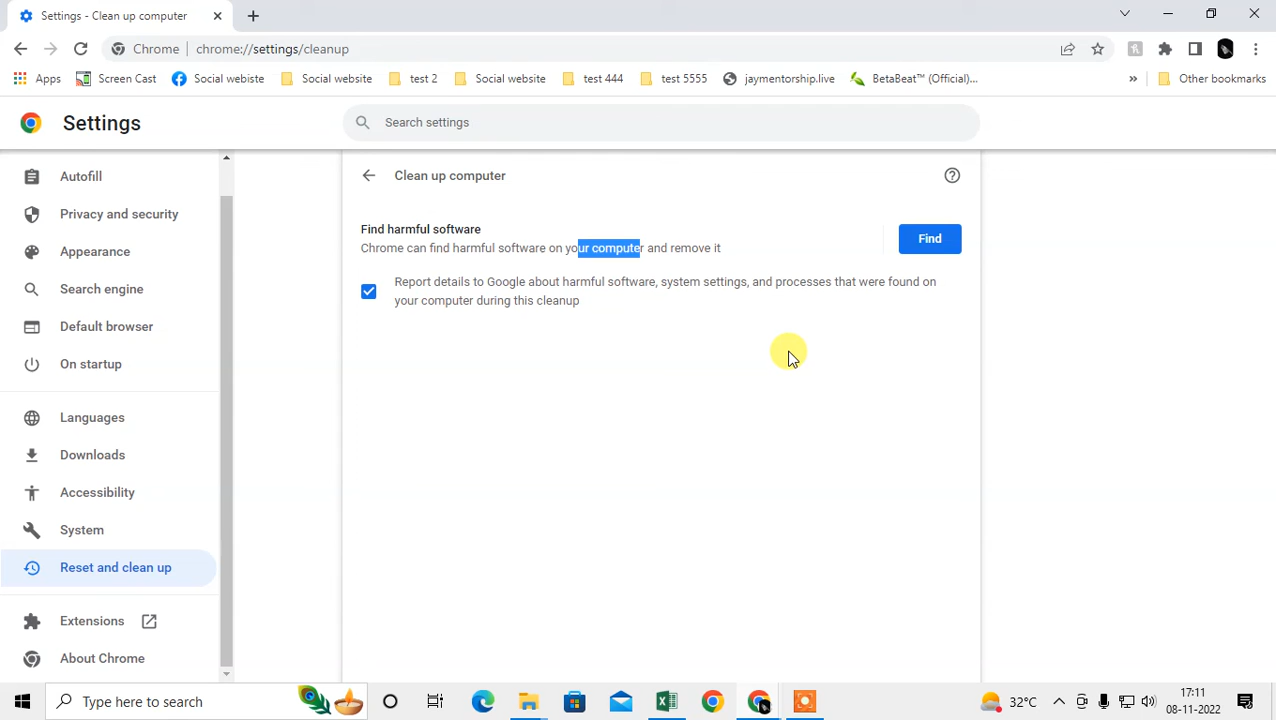 Settings - Clean up computer
Chrome
chrome://settings/cleanup
Apps
Screen Cast
Social webiste
Social website
test 2
Social website
test 444
test 5555
jaymentorship.live
BetaBeat™ (Official)...
»
Other bookmarks
Settings
Search settings
Autofill
Privacy and security
Appearance
Search engine
Default browser
On startup
Languages
Downloads
Accessibility
System
Reset and clean up
Extensions
About Chrome
Clean up computer
Find harmful software
Chrome can find harmful software on your computer and remove it
Find
Report details to Google about harmful software, system settings, and processes that were found on
your computer during this cleanup
Type here to search
32°C
17:11
08-11-2022